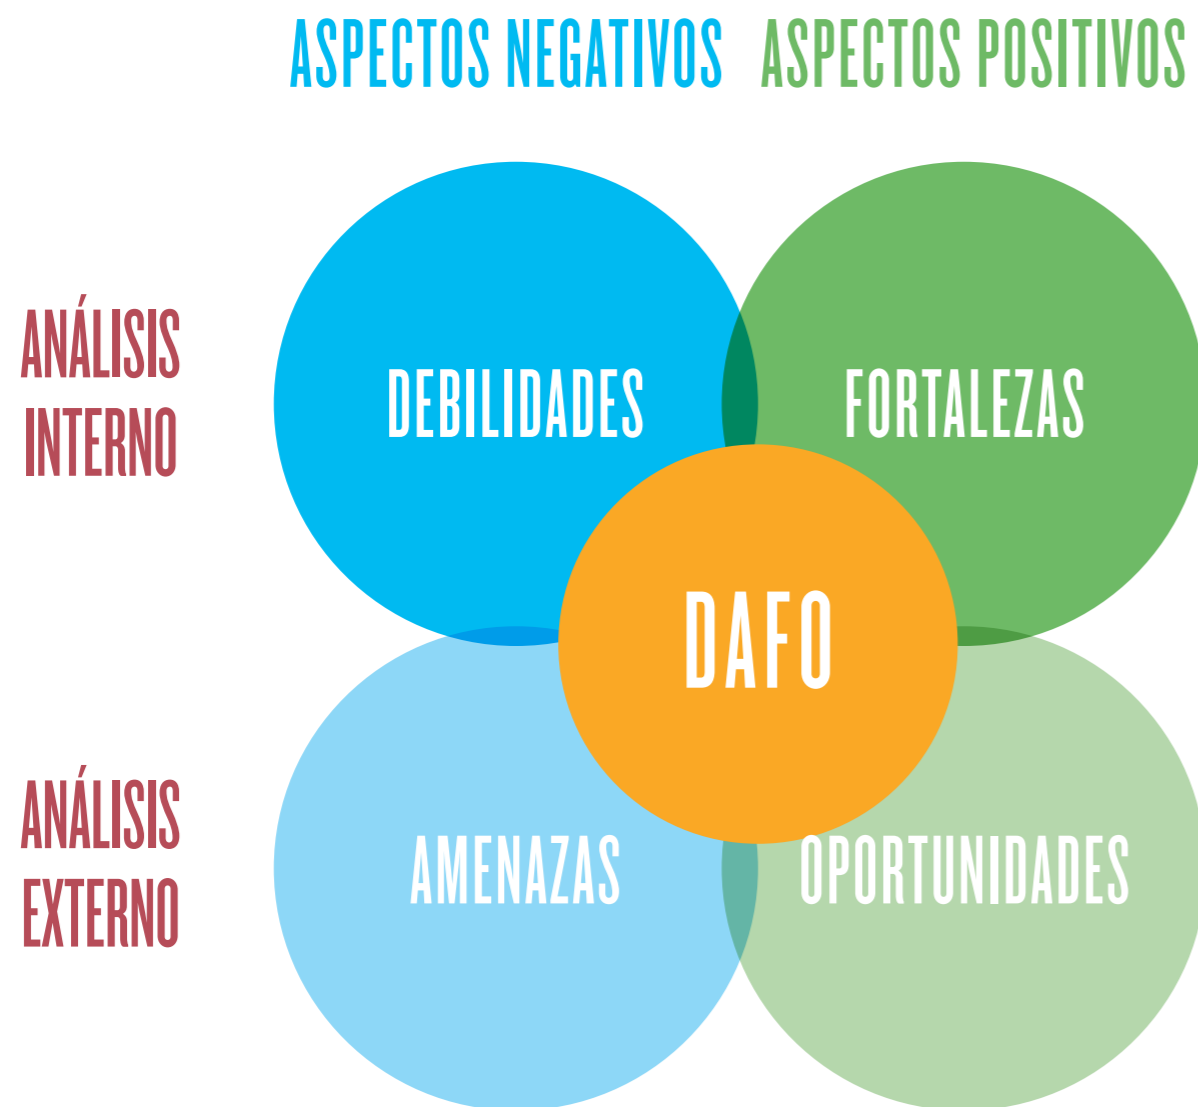 ASPECTOS NEGATIVOS ASPECTOS POSITIVOS
ANÁLISIS
INTERNO
DEBILIDADES
FORTALEZAS
DAFO
ANÁLISIS
EXTERNO
AMENAZAS
OPORTUNIDADES